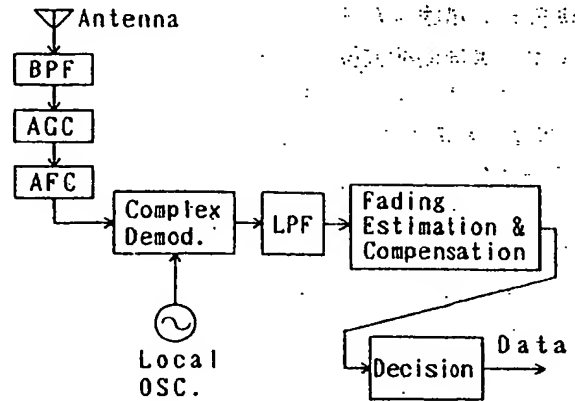 Antenna
BPF
AGC
AFC
Complex
Demod.
LPF
Fading
Estimation &
Compensation
Local
OSC.
Decision
Data